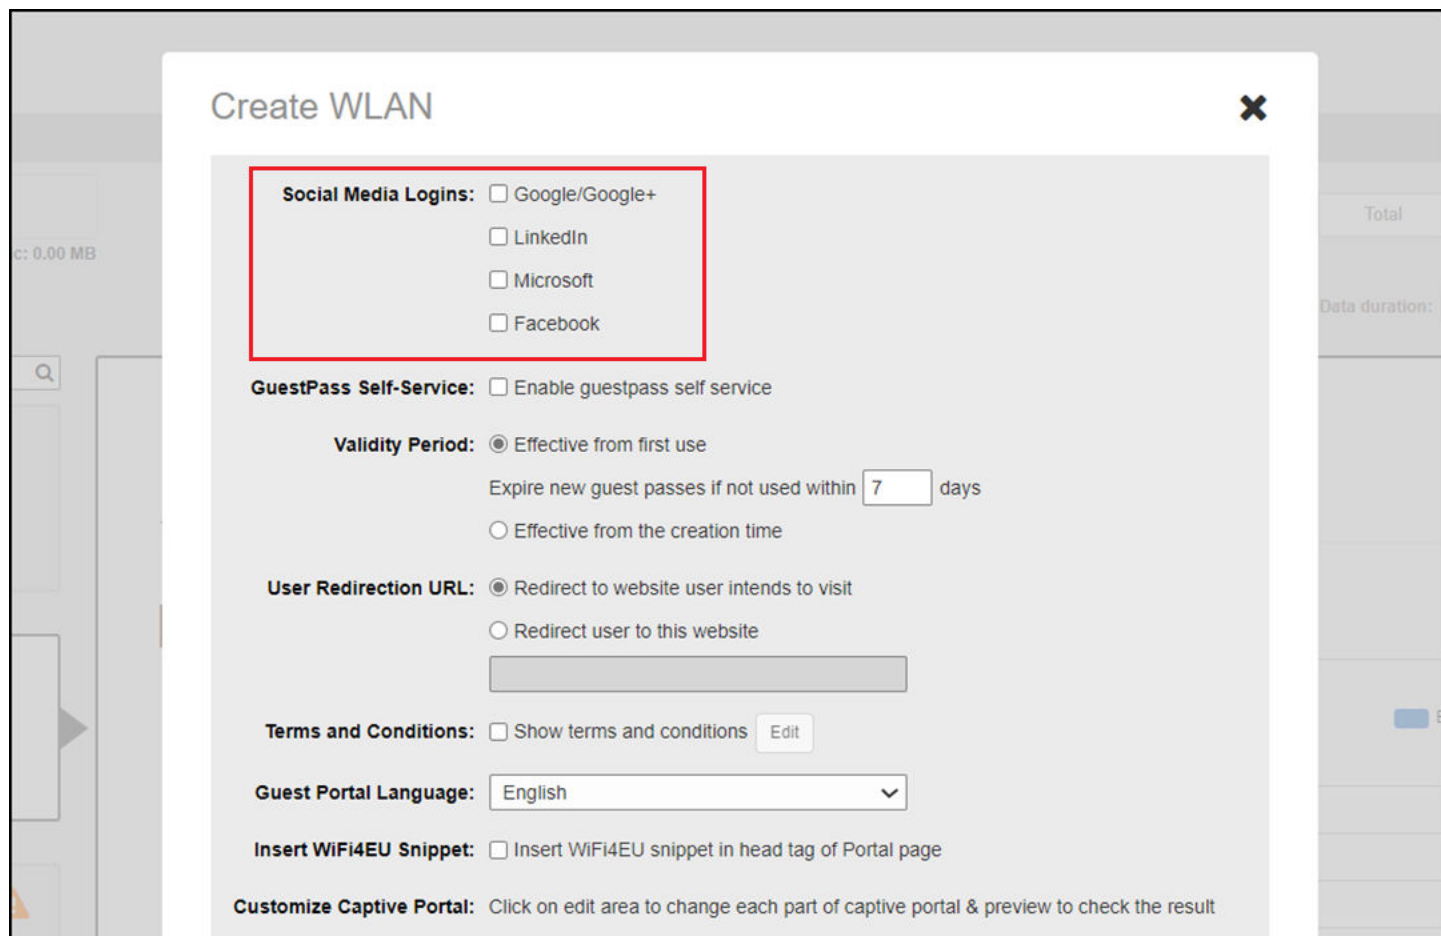 Create WLAN
Social Media Logins: Google/Google+
LinkedIn
Total
c: 0.00 MB
Microsoft
Data duration:
Facebook
GuestPass Self-Service: Enable guestpass self service
Validity Period: Effective from first use
Expire new guest passes if not used within 7 days
Effective from the creation time
User Redirection URL: Redirect to website user intends to visit
Redirect user to this website
Terms and Conditions: Show terms and conditions Edit
Guest Portal Language: English
Insert WiFi4EU Snippet: Insert WiFi4EU snippet in head tag of Portal page
Customize Captive Portal: Click on edit area to change each part of captive portal & preview to check the result